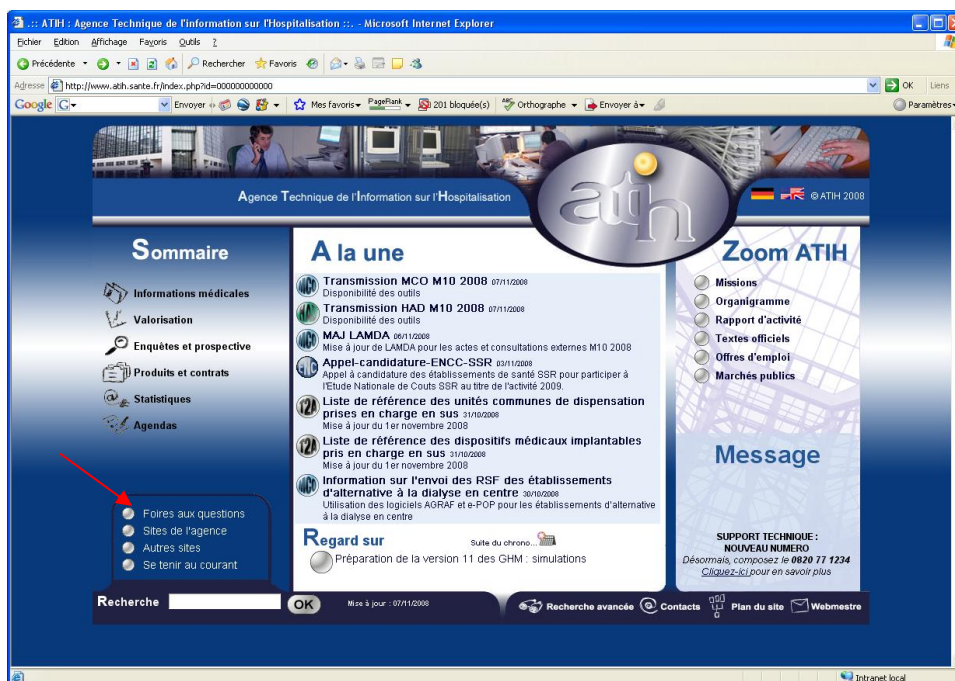 .:: ATIH : Agence Technique de l'information sur l'Hospitalisation ::. - Microsoft Internet Explorer
Fichier Edition Affichage Favoris Outils ?
Précédente Rechercher Favoris
Adresse http://www.atih.sante.fr/index.php?id=000000000000 OK Liens
Google G Envoyer Mes favoris PageRank 201 bloquée(s) Orthographe Envoyer à Paramètres
Agence Technique de l'Information sur l'Hospitalisation
atih
© ATIH 2008
Sommaire
Informations médicales
Valorisation
Enquêtes et prospective
Produits et contrats
Statistiques
Agendas
Foires aux questions
Sites de l'agence
Autres sites
Se tenir au courant
A la une
Transmission MCO M10 2008 07/11/2008
Disponibilité des outils
Transmission HAD M10 2008 07/11/2008
Disponibilité des outils
MAJ LAMDA 06/11/2008
Mise à jour de LAMDA pour les actes et consultations externes M10 2008
Appel-candidature-ENCC-SSR 03/11/2008
Appel à candidature des établissements de santé SSR pour participer à
l'Etude Nationale de Couts SSR au titre de l'activité 2009.
Liste de référence des unités communes de dispensation
prises en charge en sus 31/10/2008
Mise à jour du 1er novembre 2008
Liste de référence des dispositifs médicaux implantables
pris en charge en sus 31/10/2008
Mise à jour du 1er novembre 2008
Information sur l'envoi des RSF des établissements
d'alternative à la dialyse en centre 30/10/2008
Utilisation des logiciels AGRAF et e-POP pour les établissements d'alternative
à la dialyse en centre
Regard sur
Suite du chrono...
Préparation de la version 11 des GHM : simulations
Zoom ATIH
Missions
Organigramme
Rapport d'activité
Textes officiels
Offres d'emploi
Marchés publics
Message
SUPPORT TECHNIQUE :
NOUVEAU NUMERO
Désormais, composez le 0820 77 1234
Cliquez-ici pour en savoir plus
Recherche OK Mise à jour : 07/11/2008 Recherche avancée Contacts Plan du site Webmestre
Intranet local